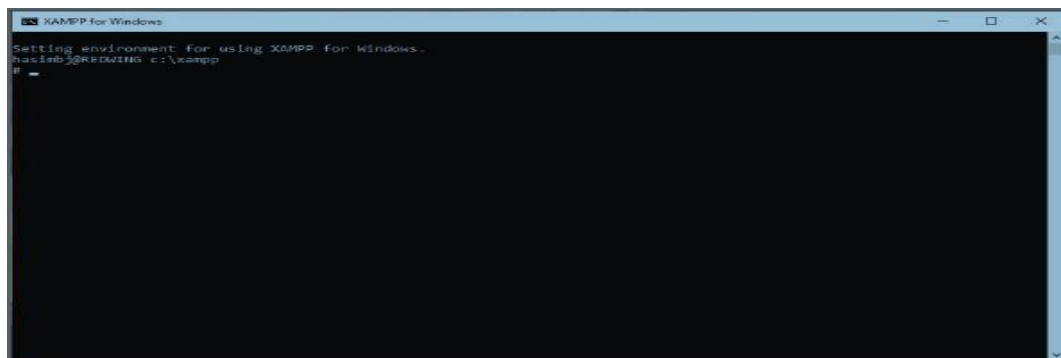 XAMPP for Windows
Setting environment for using XAMPP for Windows.
hasimbj@REDWING c:\xampp
#